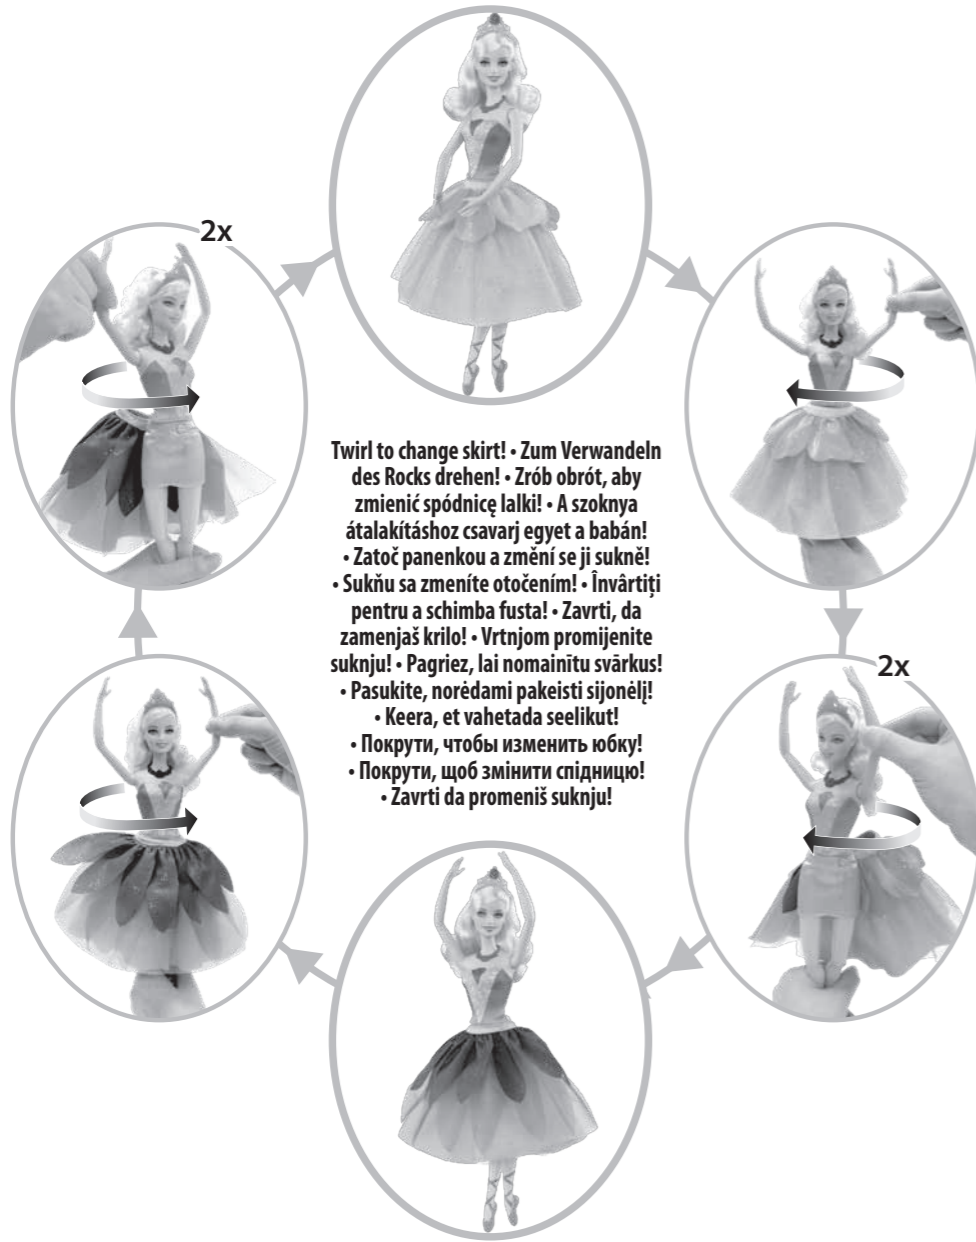 2x
Twirl to change skirt! • Zum Verwandeln
des Rocks drehen! • Zrób obrót, aby
zmienić spódnicę lalki! • A szoknya
átalakításhoz csavarj egyet a babán!
• Zatoč panenkou a změní se ji sukně!
• Sukňu sa zmeníte otočením! • Învârtiți
pentru a schimba fusta! • Zavrti, da
zamenjaš krilo! • Vrtnjom promijenite
suknju! • Pagriez, lai nomainītu svārkus!
• Pasukite, norėdami pakeisti sijonėlį!
• Keera, et vahetada seelikut!
• Покрути, чтобы изменить юбку!
• Покрути, щоб змінити спідницю!
• Zavrti da promeniš suknju!
2x